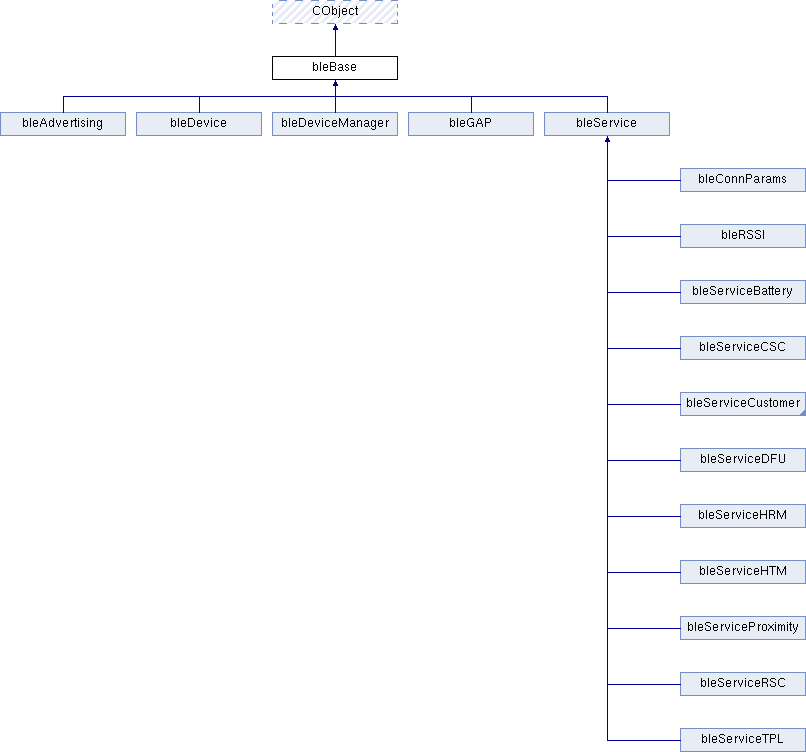 CObject
bleBase
bleAdvertising
bleDevice
bleDeviceManager
bleGAP
bleService
bleConnParams
bleRSSI
bleServiceBattery
bleServiceCSC
bleServiceCustomer
bleServiceDFU
bleServiceHRM
bleServiceHTM
bleServiceProximity
bleServiceRSC
bleServiceTPL